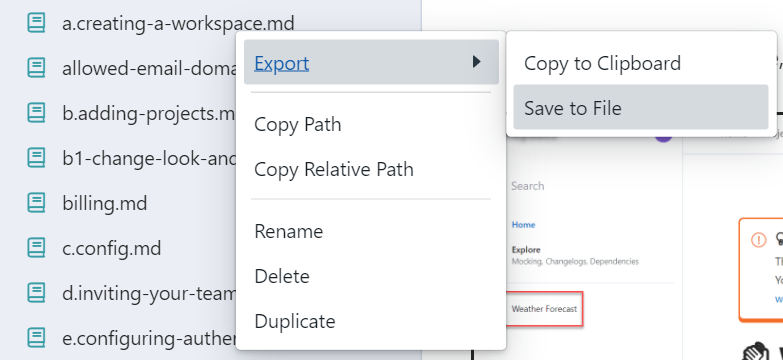 a.creating-a-workspace.md
allowed-email-doma
b.adding-projects.m
b1-change-look-and
billing.md
c.config.md
d.inviting-your-team
e.configuring-auther
Export
Copy Path
Copy Relative Path
Rename
Delete
Duplicate
Copy to Clipboard
Save to File
Search
Home
Explore
Mocking, Changelogs, Dependencies
Weather Forecast
Th
Yo
w